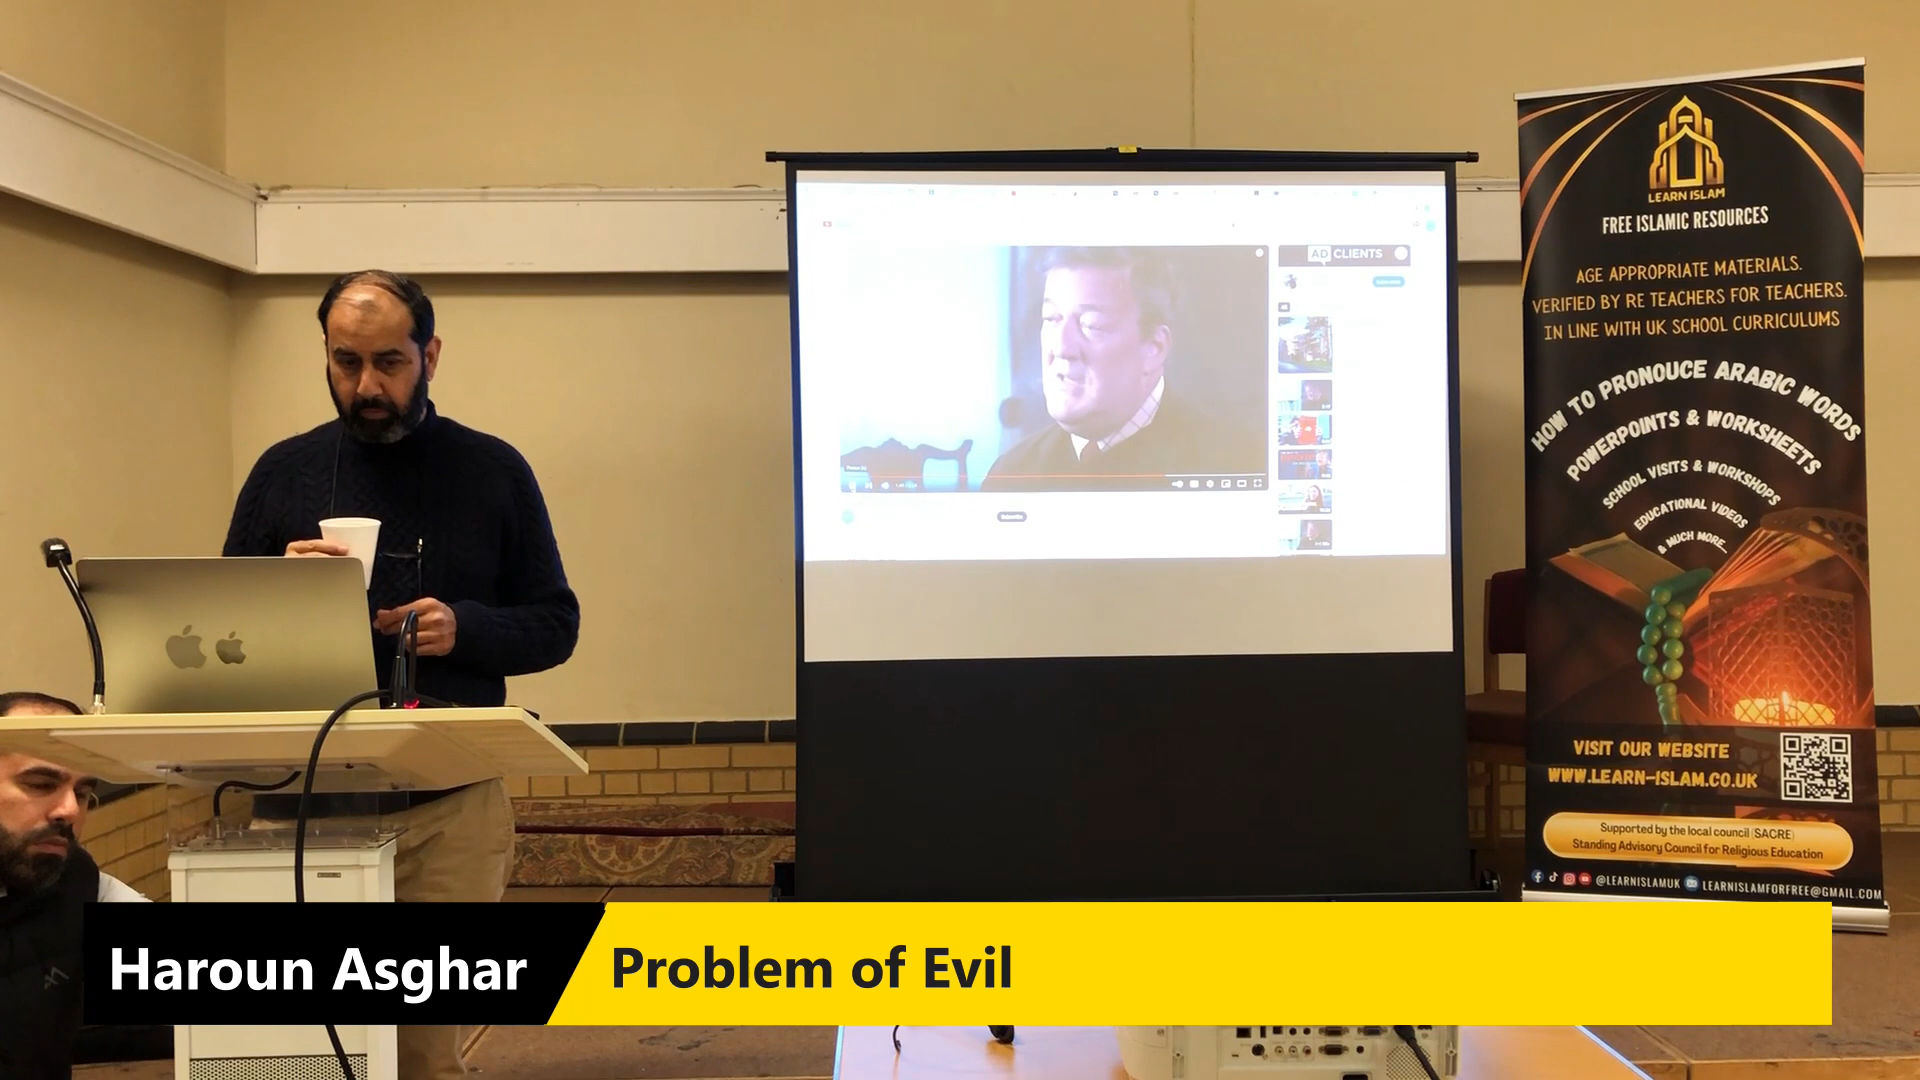 AD CLIENTS
LEARN ISLAM
FREE ISLAMIC RESOURCES
AGE APPROPRIATE MATERIALS.
VERIFIED BY RE TEACHERS FOR TEACHERS.
IN LINE WITH UK SCHOOL CURRICULUMS
HOW TO PRONOUCE ARABIC WORDS
POWERPOINTS & WORKSHEETS
SCHOOL VISITS & WORKSHOPS
EDUCATIONAL VIDEOS
& MUCH MORE...
VISIT OUR WEBSITE
WWW.LEARN-ISLAM.CO.UK
Supported by the local council (SACRE)
Standing Advisory Council for Religious Education
@LEARNISLAMUK LEARNISLAMFORFREE@GMAIL.COM
Haroun Asghar
Problem of Evil